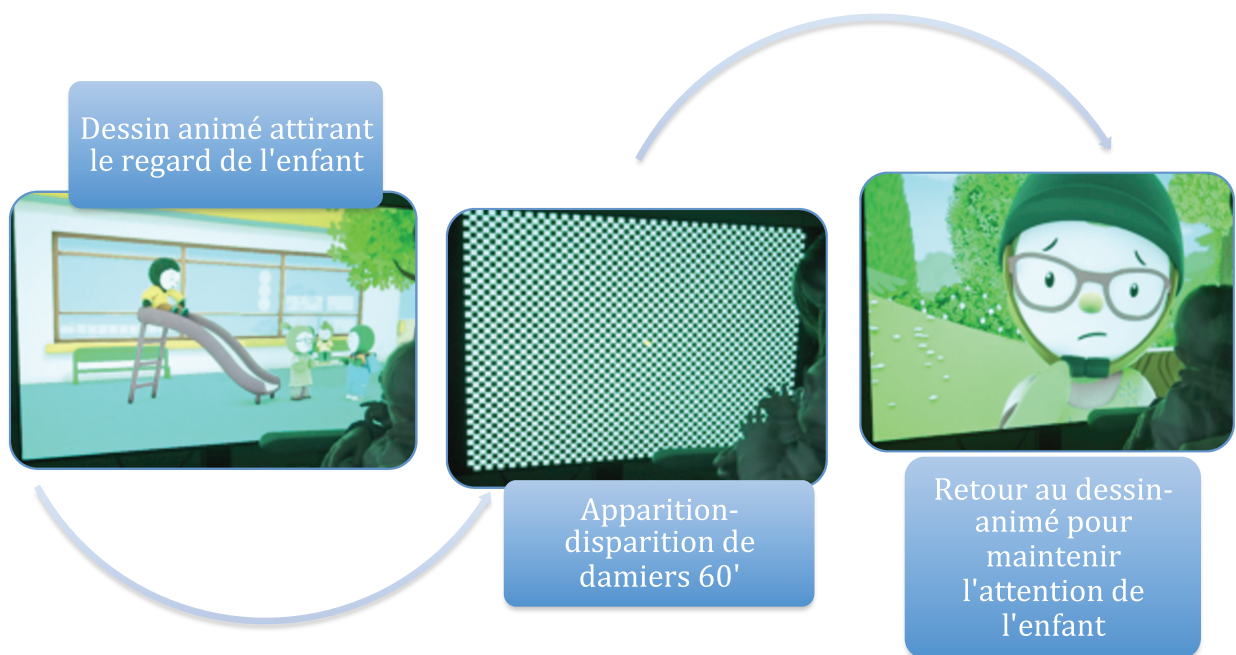 Dessin animé attirant
le regard de l'enfant
Apparition-
disparition de
damiers 60'
Retour au dessin-
animé pour
maintenir
l'attention de
l'enfant